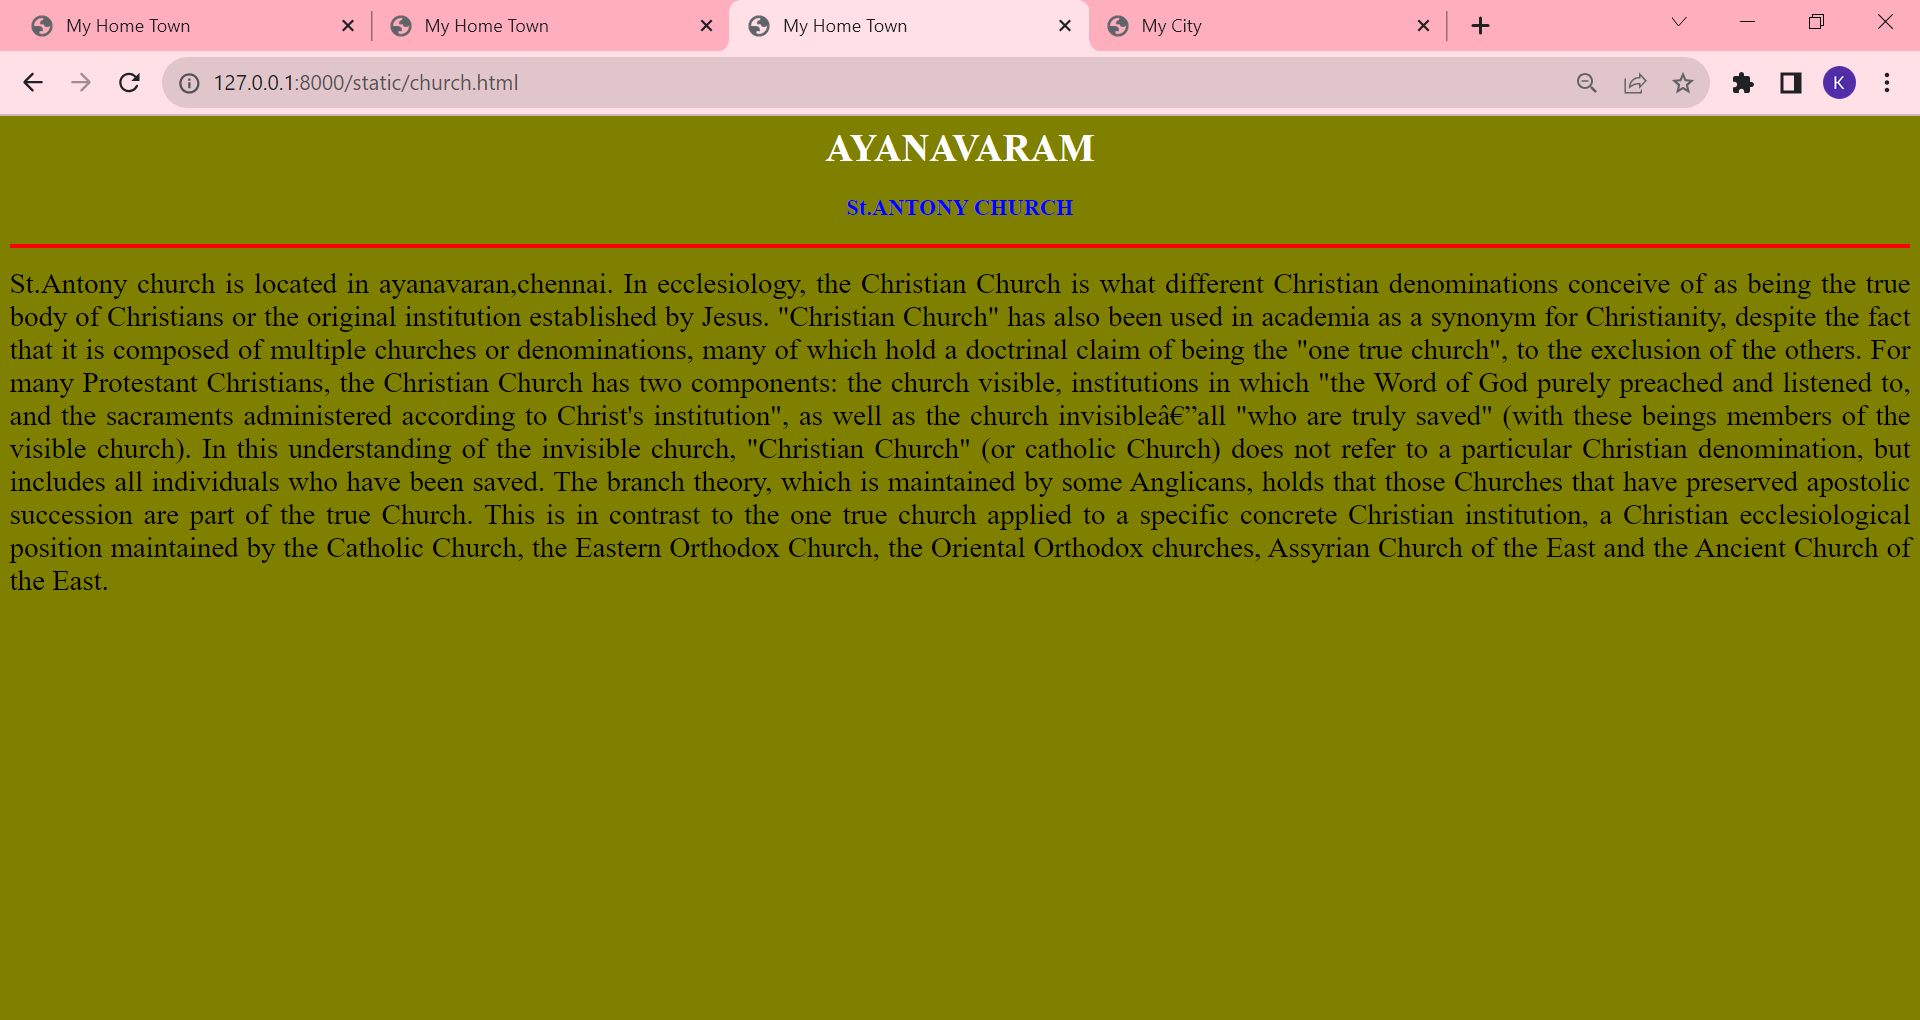 My Home Town
My Home Town
My Home Town
My City
127.0.0.1:8000/static/church.html
K
AYANAVARAM
St.ANTONY CHURCH
St.Antony church is located in ayanavaran,chennai. In ecclesiology, the Christian Church is what different Christian denominations conceive of as being the true
body of Christians or the original institution established by Jesus. "Christian Church" has also been used in academia as a synonym for Christianity, despite the fact
that it is composed of multiple churches or denominations, many of which hold a doctrinal claim of being the "one true church", to the exclusion of the others. For
many Protestant Christians, the Christian Church has two components: the church visible, institutions in which "the Word of God purely preached and listened to,
and the sacraments administered according to Christ's institution", as well as the church invisibleâ€”all "who are truly saved" (with these beings members of the
visible church). In this understanding of the invisible church, "Christian Church" (or catholic Church) does not refer to a particular Christian denomination, but
includes all individuals who have been saved. The branch theory, which is maintained by some Anglicans, holds that those Churches that have preserved apostolic
succession are part of the true Church. This is in contrast to the one true church applied to a specific concrete Christian institution, a Christian ecclesiological
position maintained by the Catholic Church, the Eastern Orthodox Church, the Oriental Orthodox churches, Assyrian Church of the East and the Ancient Church of
the East.